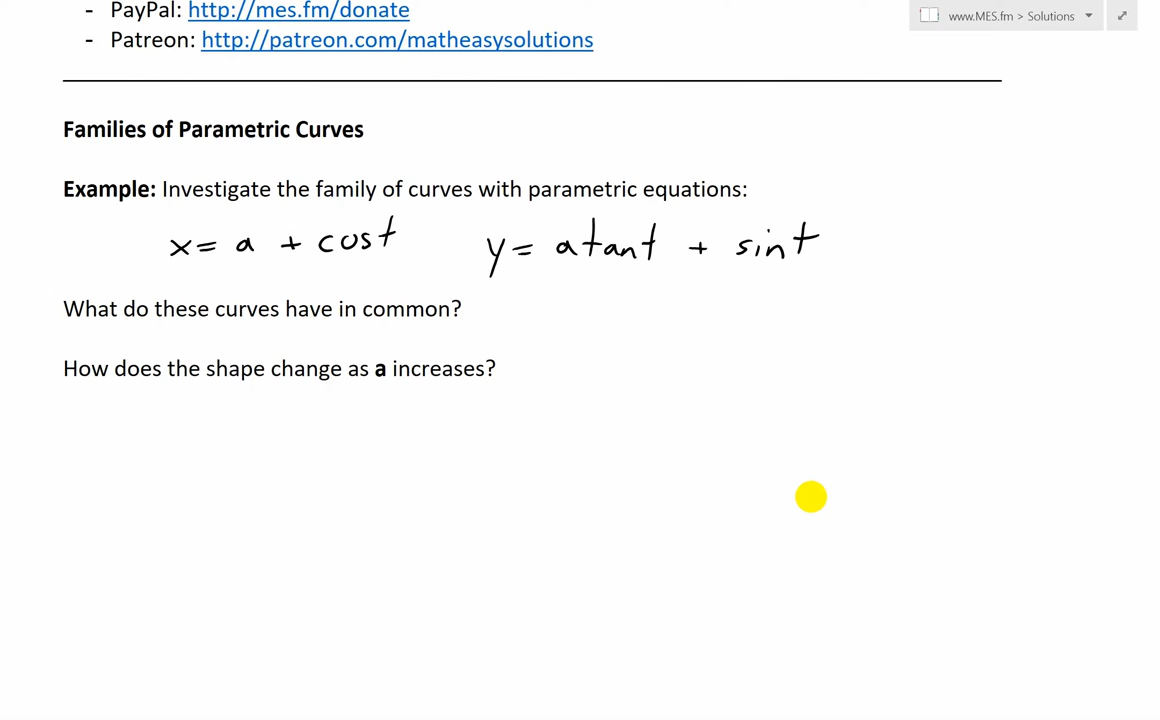 - PayPal: http://mes.fm/donate
www.MES.fm > Solutions
- Patreon: http://patreon.com/matheasysolutions
Families of Parametric Curves
Example: Investigate the family of curves with parametric equations:
x = a + cost y = atant + sint
What do these curves have in common?
How does the shape change as a increases?